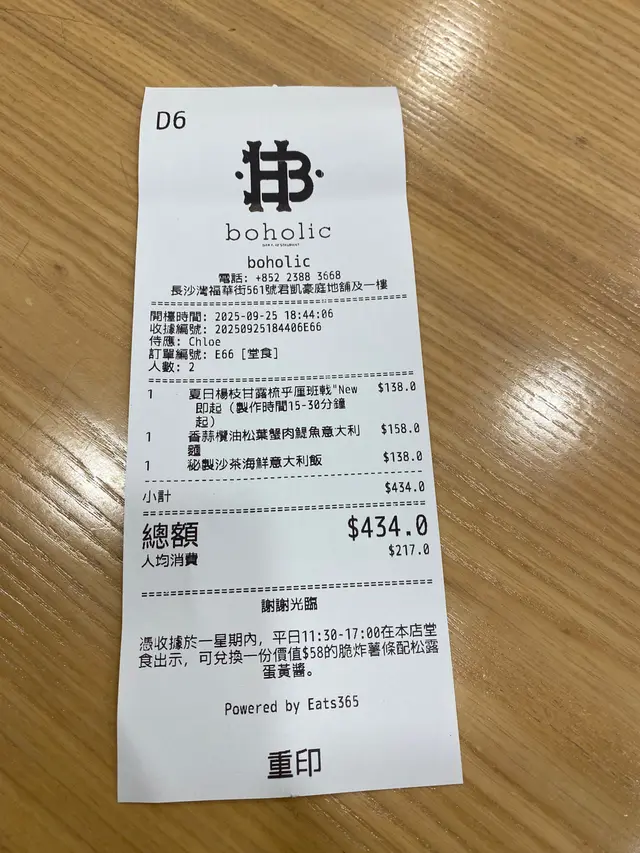 D6
HB
boholic
boholic
電話: +852 2388 3668
長沙灣福華街561號君凱豪庭地舖及一樓
開檯時間: 2025-09-25 18:44:06
收據編號: 20250925184406E66
侍應: Chloe
訂單編號: E66 [堂食]
人數: 2
1 夏日楊枝甘露梳乎厘班戟"New $138.0
即起 (製作時間15-30分鐘
起)
1 香蒜欖油松葉蟹肉鯷魚意大利 $158.0
麵
1 秘製沙茶海鮮意大利飯 $138.0
小計 $434.0
總額 $434.0
人均消費 $217.0
謝謝光臨
憑收據於一星期內, 平日11:30-17:00在本店堂
食出示, 可兌換一份價值$58的脆炸薯條配松露
蛋黃醬。
Powered by Eats365
重印